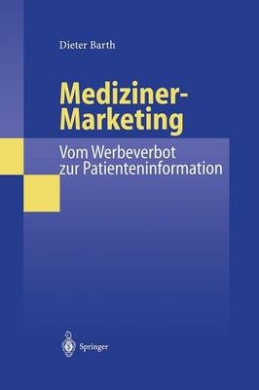 Dieter Barth
Mediziner-
Marketing
Vom Werbeverbot
zur Patienteninformation
Springer